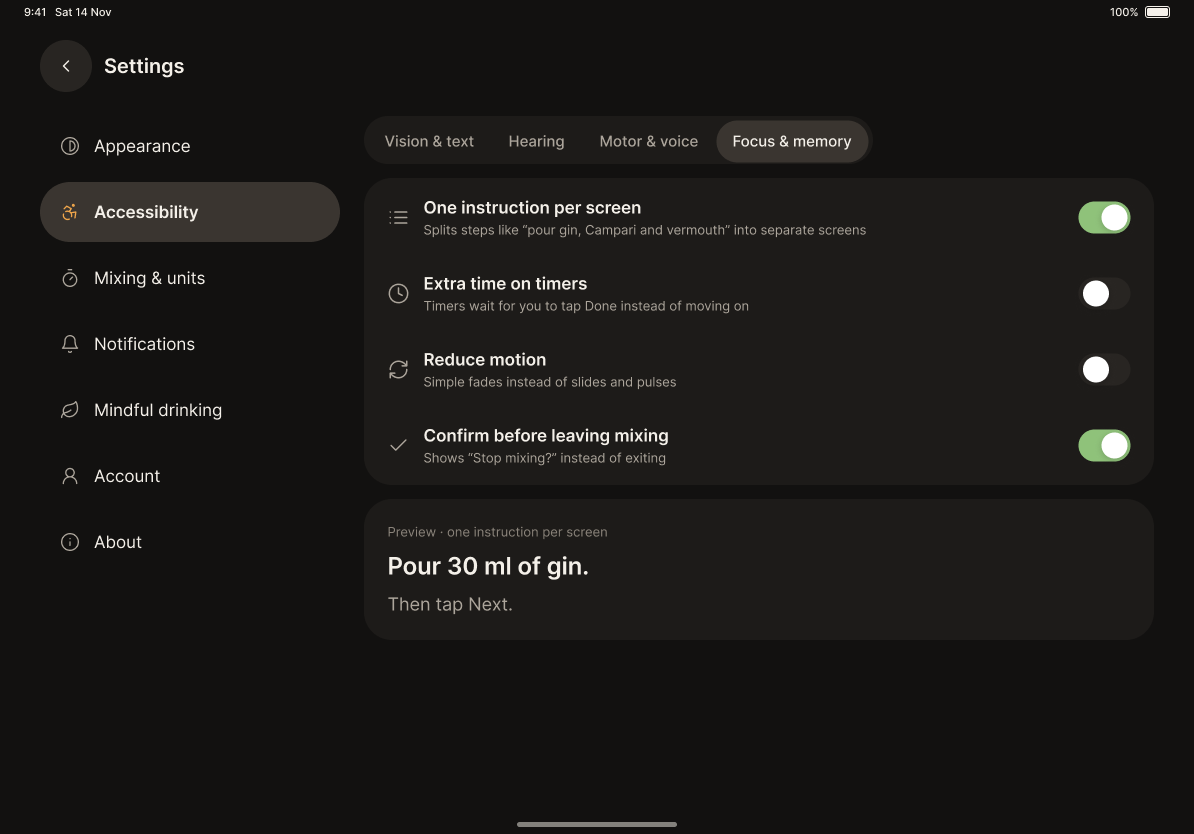 9:41 Sat 14 Nov
100%
Settings
Appearance
Accessibility
Mixing & units
Notifications
Mindful drinking
Account
About
Vision & text
Hearing
Motor & voice
Focus & memory
One instruction per screen
Splits steps like “pour gin, Campari and vermouth” into separate screens
Extra time on timers
Timers wait for you to tap Done instead of moving on
Reduce motion
Simple fades instead of slides and pulses
Confirm before leaving mixing
Shows “Stop mixing?” instead of exiting
Preview · one instruction per screen
Pour 30 ml of gin.
Then tap Next.